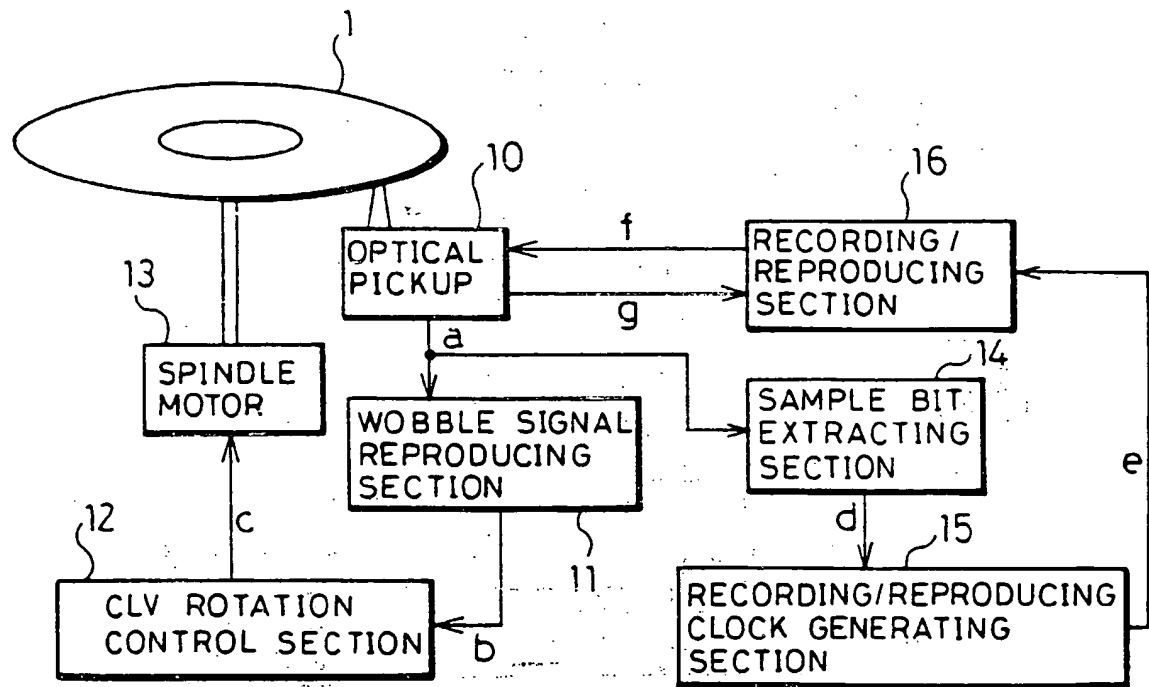 1
10
16
OPTICAL
PICKUP
f
g
RECORDING/
REPRODUCING
SECTION
13
SPINDLE
MOTOR
a
14
WOBBLE SIGNAL
REPRODUCING
SECTION
SAMPLE BIT
EXTRACTING
SECTION
e
12
c
11
d
15
CLV ROTATION
CONTROL SECTION
b
RECORDING/REPRODUCING
CLOCK GENERATING
SECTION